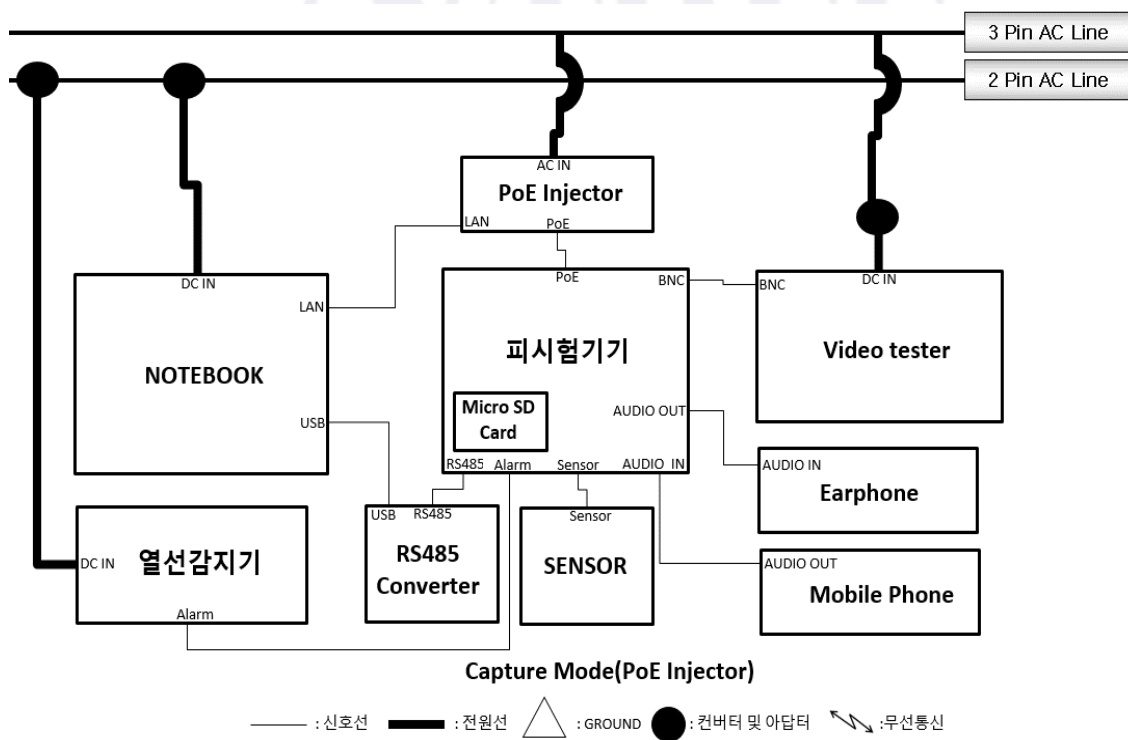 3 Pin AC Line
2 Pin AC Line
AC IN
PoE Injector
LAN
PoE
DC IN
LAN
NOTEBOOK
USB
PoE
BNC
피시험기기
Micro SD
Card
AUDIO OUT
RS485
Alarm
Sensor
AUDIO IN
BNC
DC IN
Video tester
AUDIO IN
Earphone
AUDIO OUT
Mobile Phone
DC IN
열선감지기
Alarm
USB
RS485
RS485
Converter
Sensor
SENSOR
Capture Mode(PoE Injector)
: 신호선
: 전원선
: GROUND
: 컨버터 및 아답터
:무선통신